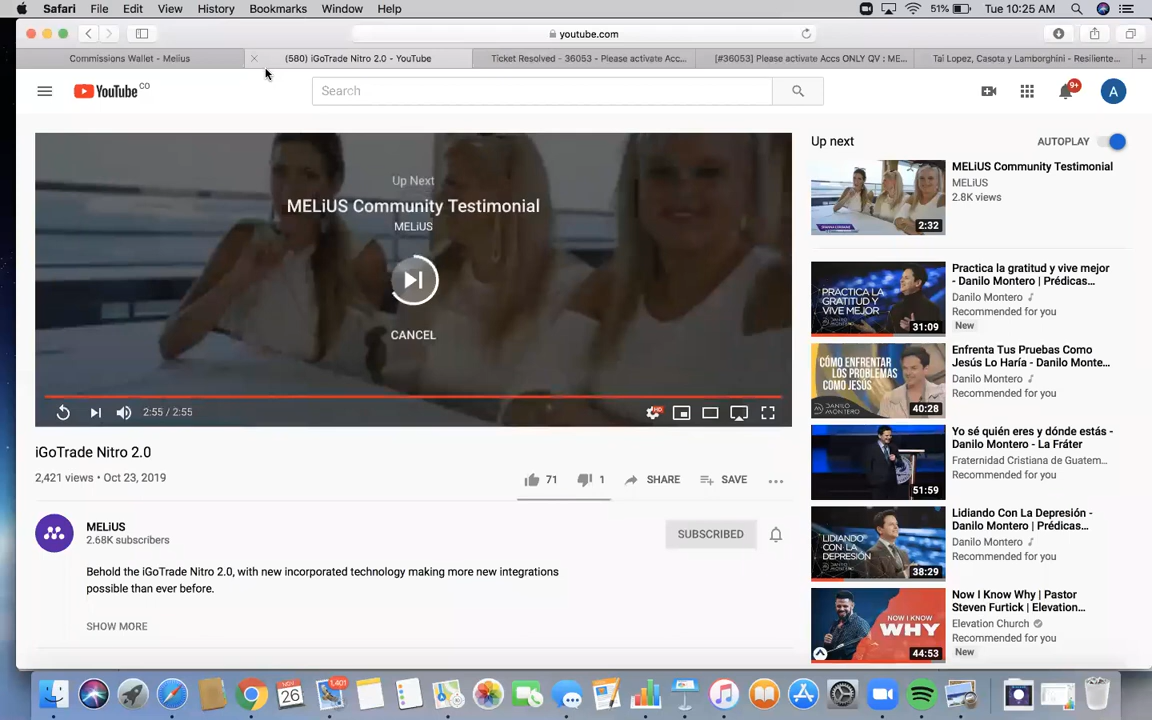 Safari File Edit View History Bookmarks Window Help 51% Tue 10:25 AM
youtube.com
Commissions Wallet - Melius
(580) iGoTrade Nitro 2.0 - YouTube
Ticket Resolved - 36053 - Please activate Acc...
[#36053] Please activate Accs ONLY QV : ME...
Tai Lopez, Casota y Lamborghini - Resiliente...
YouTube CO
Search
9+
A
Up Next
MELiUS Community Testimonial
MELiUS
CANCEL
2:55 / 2:55
HD
iGoTrade Nitro 2.0
2,421 views • Oct 23, 2019
71
1
SHARE
SAVE
MELiUS
2.68K subscribers
SUBSCRIBED
Behold the iGoTrade Nitro 2.0, with new incorporated technology making more new integrations
possible than ever before.
SHOW MORE
Up next
AUTOPLAY
2:32
MELiUS Community Testimonial
MELiUS
2.8K views
PRACTICA LA
GRATITUD Y
VIVE MEJOR
31:09
Practica la gratitud y vive mejor
- Danilo Montero | Prédicas...
Danilo Montero
Recommended for you
New
CÓMO ENFRENTAR
LOS PROBLEMAS
COMO JESÚS
40:28
Enfrenta Tus Pruebas Como
Jesús Lo Haría - Danilo Monte...
Danilo Montero
Recommended for you
51:59
Yo sé quién eres y dónde estás -
Danilo Montero - La Fráter
Fraternidad Cristiana de Guatem...
Recommended for you
LIDIANDO
CON LA
DEPRESIÓN
38:29
Lidiando Con La Depresión -
Danilo Montero | Prédicas...
Danilo Montero
Recommended for you
NOW I KNOW
WHY
44:53
Now I Know Why | Pastor
Steven Furtick | Elevation...
Elevation Church
Recommended for you
New
NOV
26
1,401